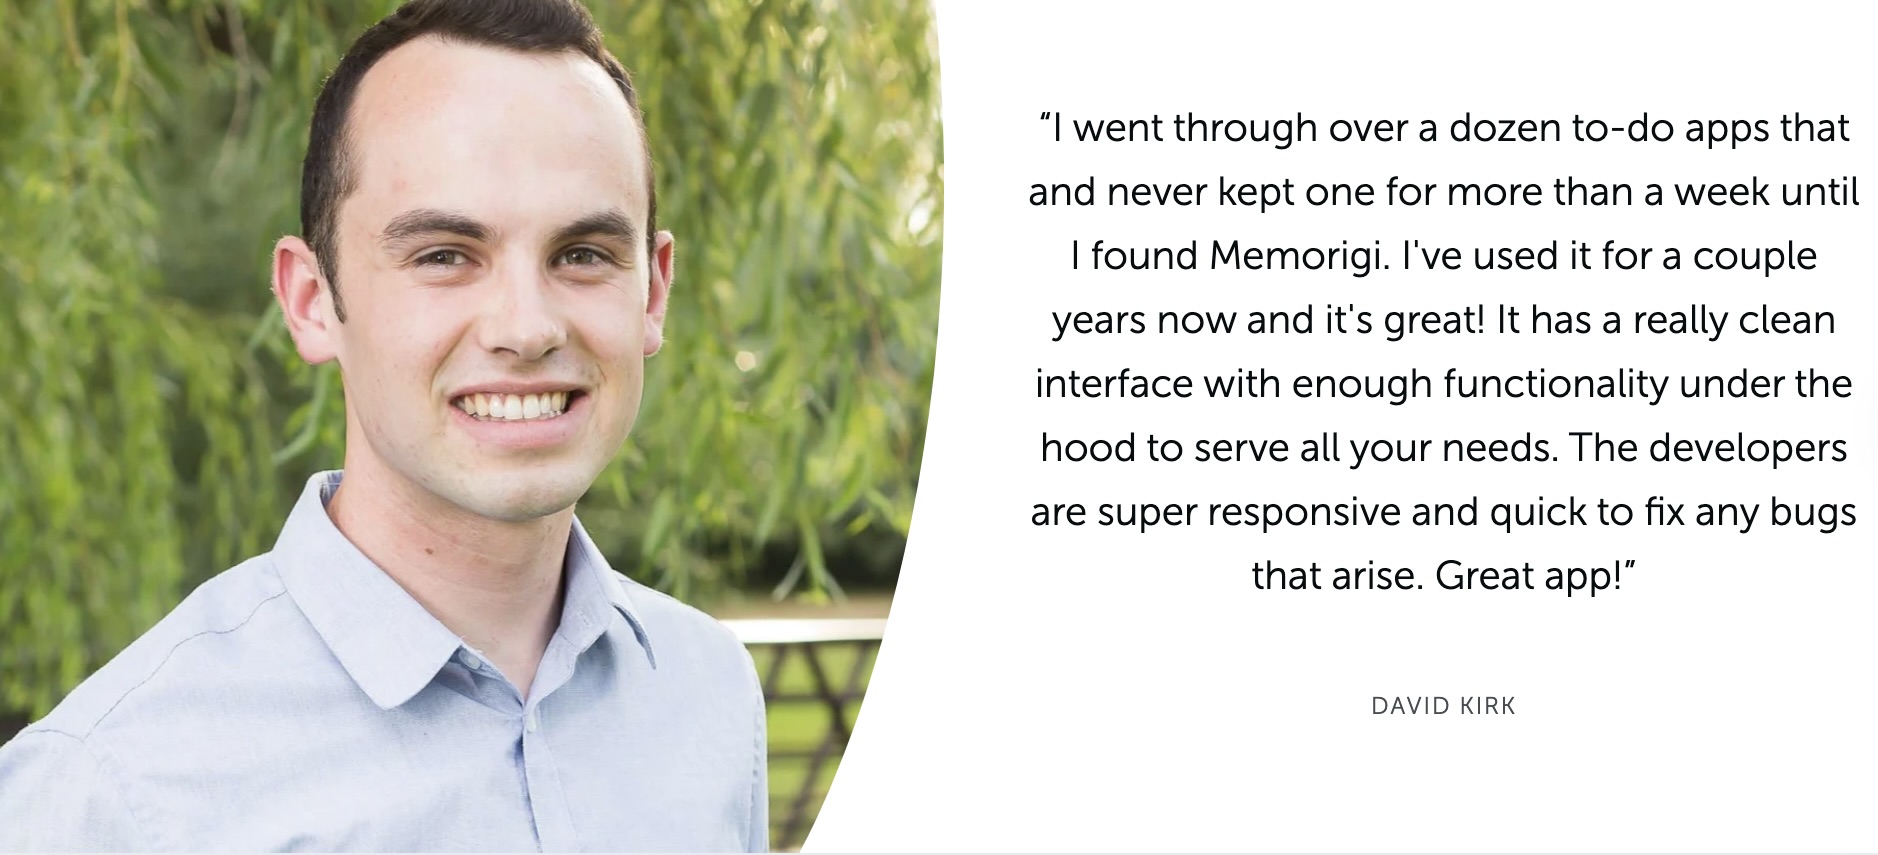 “I went through over a dozen to-do apps that
and never kept one for more than a week until
I found Memorigi. I've used it for a couple
years now and it's great! It has a really clean
interface with enough functionality under the
hood to serve all your needs. The developers
are super responsive and quick to fix any bugs
that arise. Great app!”
DAVID KIRK